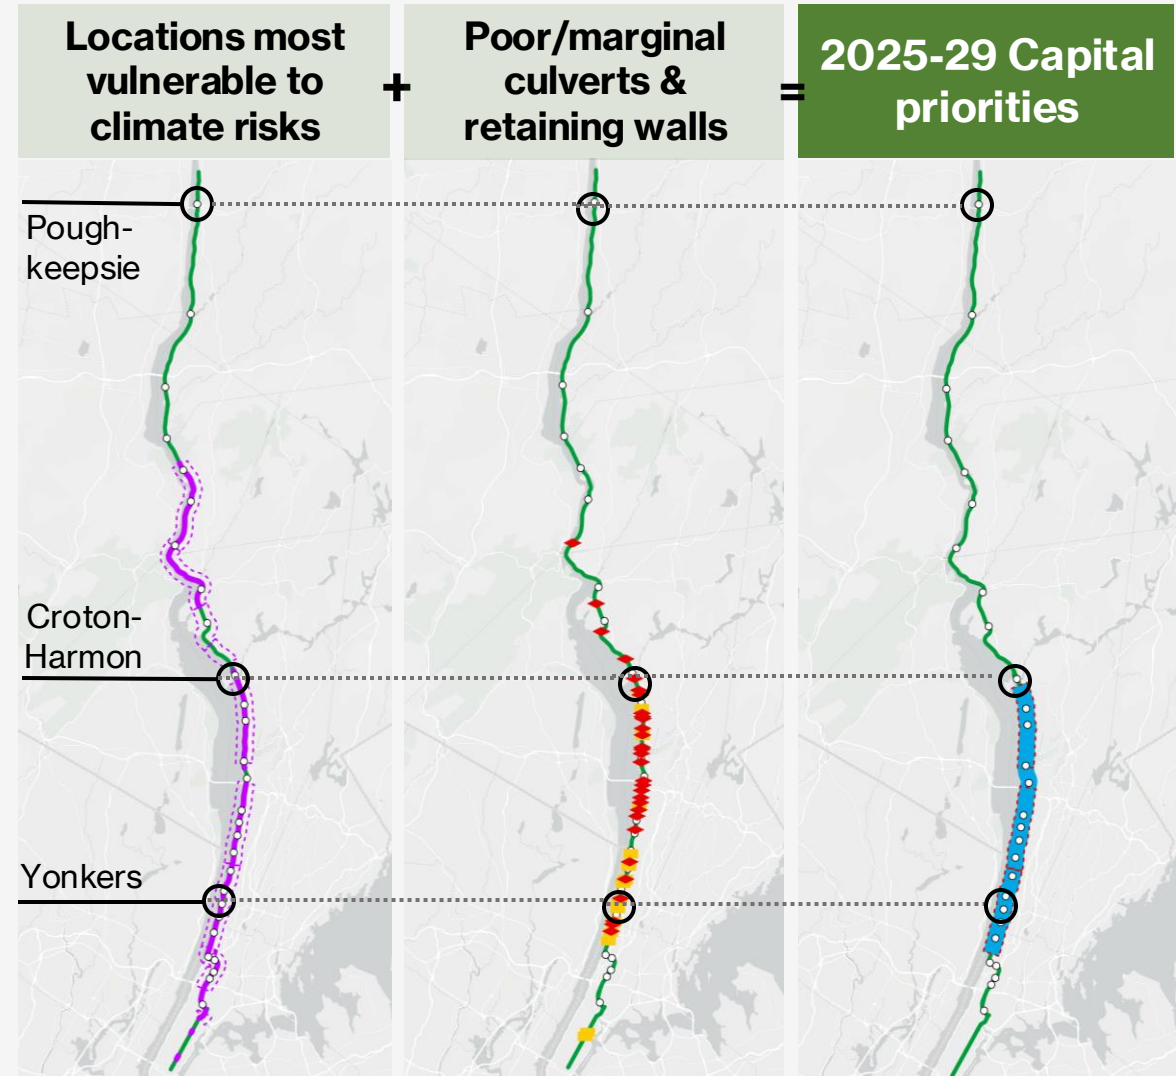 Locations most
vulnerable to
climate risks
+
Poor/marginal
culverts &
retaining walls
=
2025-29 Capital
priorities
Pough-
keepsie
Croton-
Harmon
Yonkers